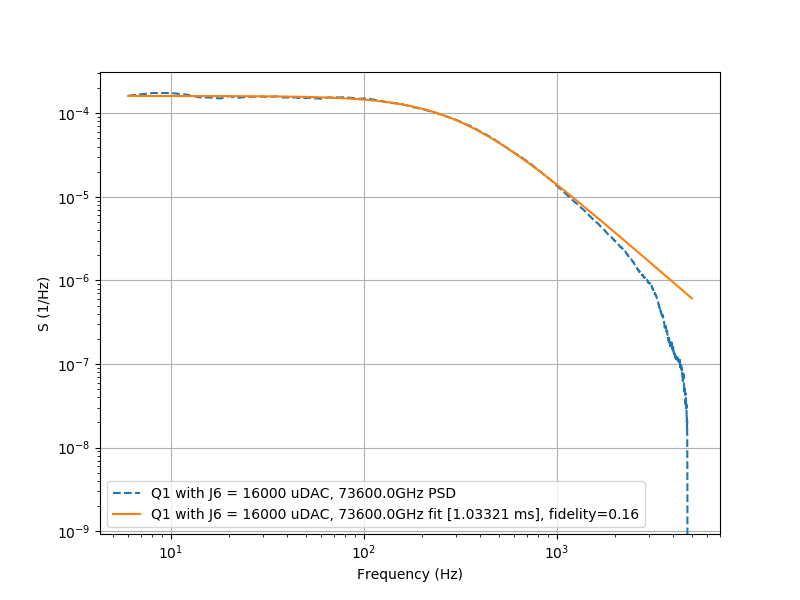 10⁻⁴
10⁻⁵
10⁻⁶
10⁻⁷
10⁻⁸
10⁻⁹
S (1/Hz)
Q1 with J6 = 16000 uDAC, 73600.0GHz PSD
Q1 with J6 = 16000 uDAC, 73600.0GHz fit [1.03321 ms], fidelity=0.16
10¹ 10² 10³
Frequency (Hz)